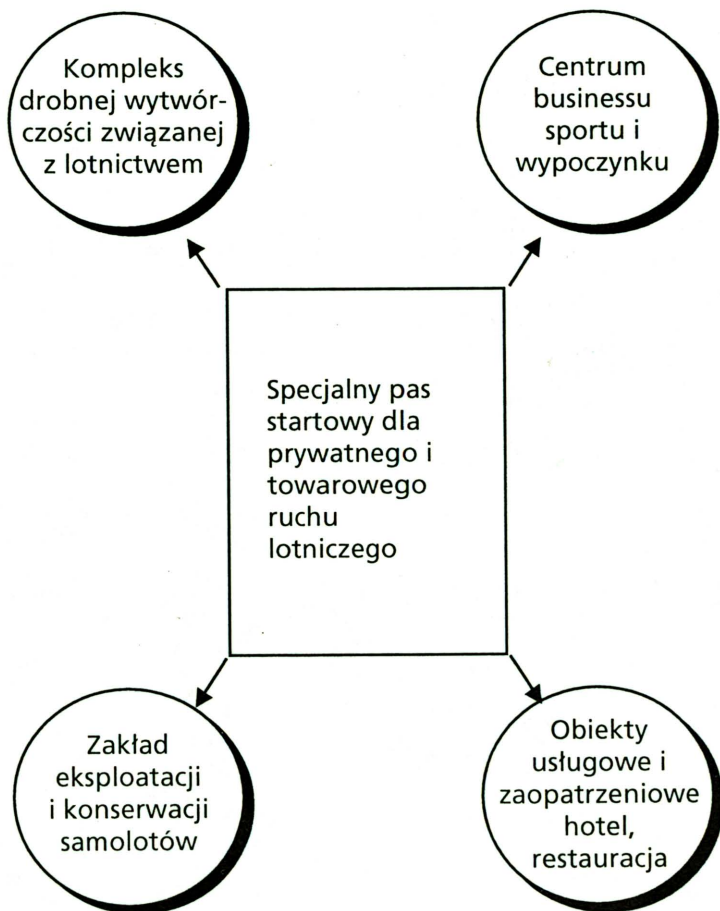 Kompleks
drobnej wytwór-
czości związanej
z lotnictwem
Centrum
businessu
sportu i
wypoczynku
Specjalny pas
startowy dla
prywatnego i
towarowego
ruchu
lotniczego
Zakład
eksploatacji
i konserwacji
samolotów
Obiekty
usługowe i
zaopatrzeniowe
hotel,
restauracja